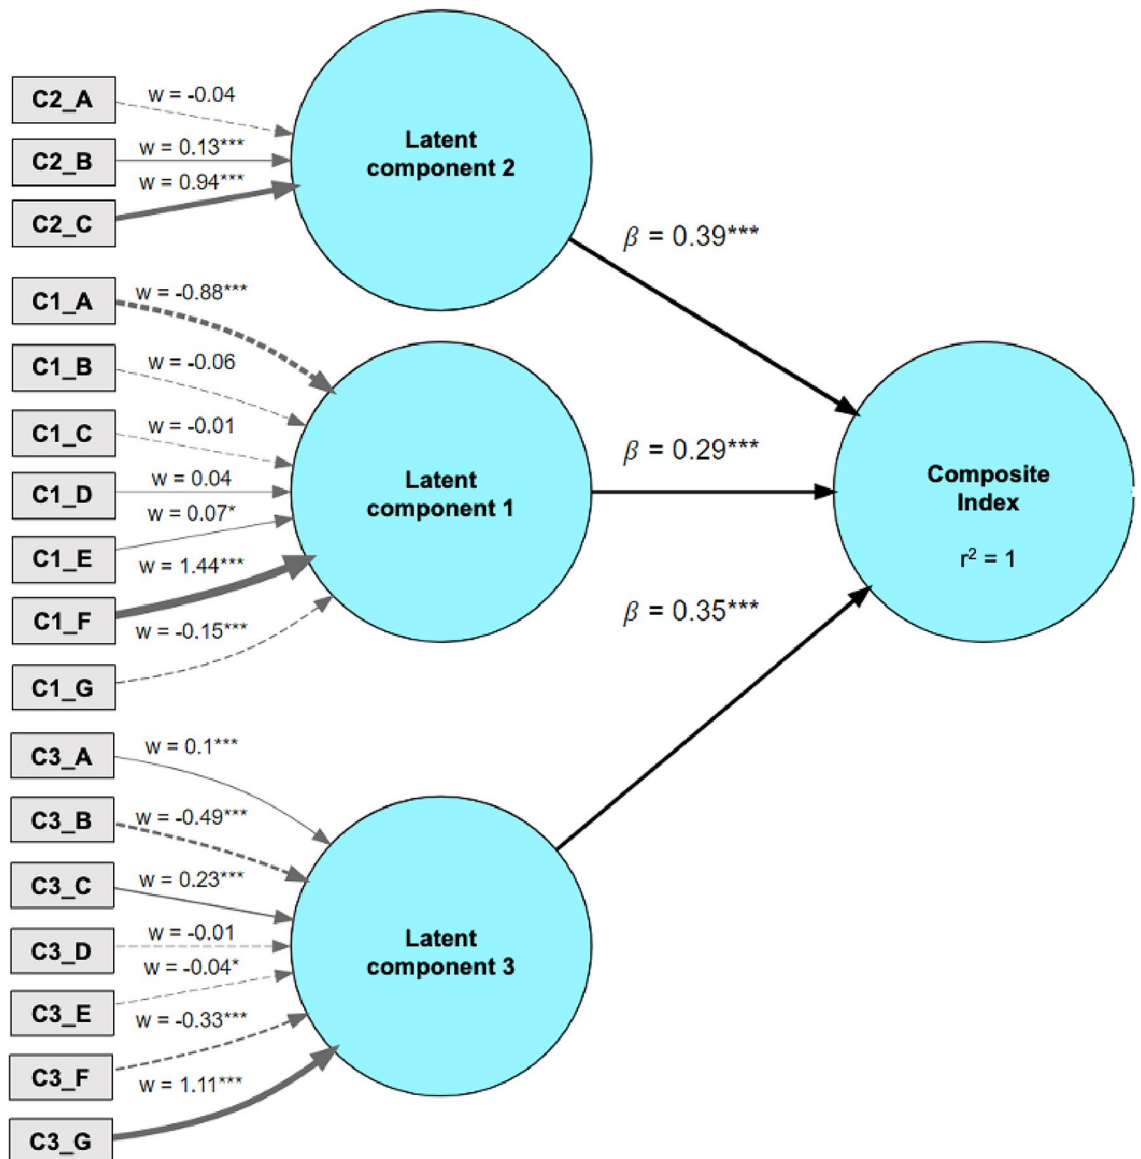 C2_A
w = -0.04
C2_B
w = 0.13***
w = 0.94***
C2_C
Latent
component 2
β = 0.39***
C1_A
w = -0.88***
C1_B
w = -0.06
C1_C
w = -0.01
C1_D
w = 0.04
w = 0.07*
C1_E
w = 1.44***
C1_F
w = -0.15***
C1_G
Latent
component 1
β = 0.29***
Composite
Index
r² = 1
β = 0.35***
C3_A
w = 0.1***
C3_B
w = -0.49***
C3_C
w = 0.23***
C3_D
w = -0.01
w = -0.04*
C3_E
w = -0.33***
C3_F
w = 1.11***
C3_G
Latent
component 3